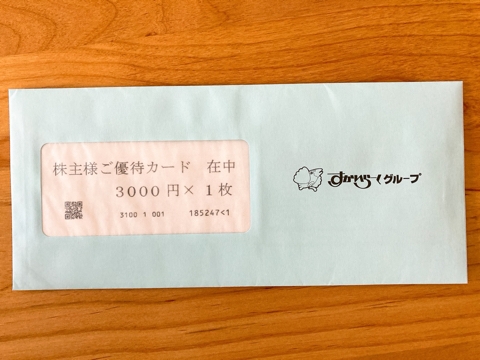 株主様ご優待カード 在中
3000円×1枚
3100 1 001 185247<1
すかいらーくグループ